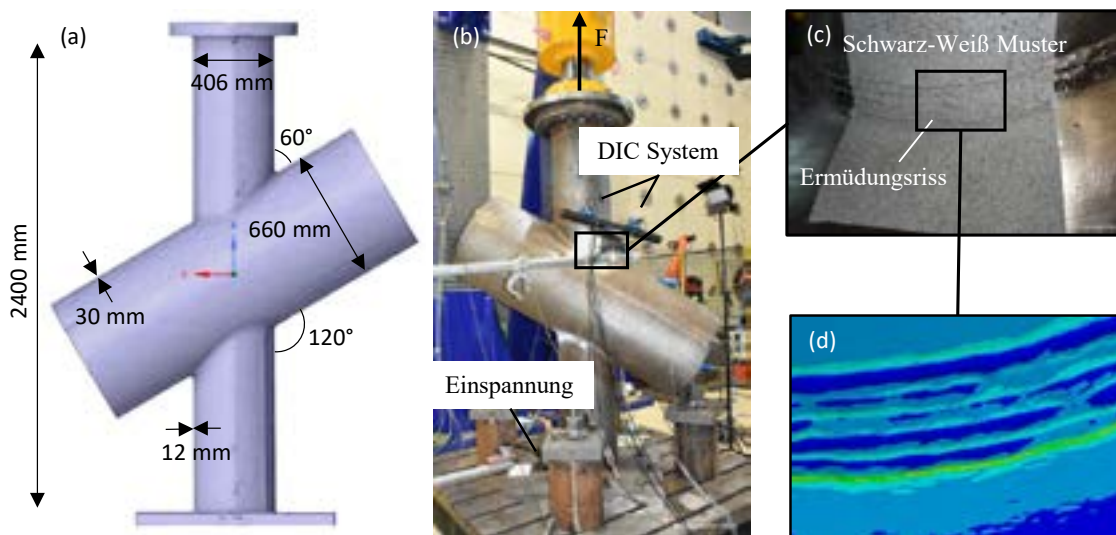 (a)
406 mm
60°
660 mm
2400 mm
30 mm
120°
12 mm
(b)
F
DIC System
Einspannung
(c)
Schwarz-Weiß Muster
Ermüdungsriss
(d)